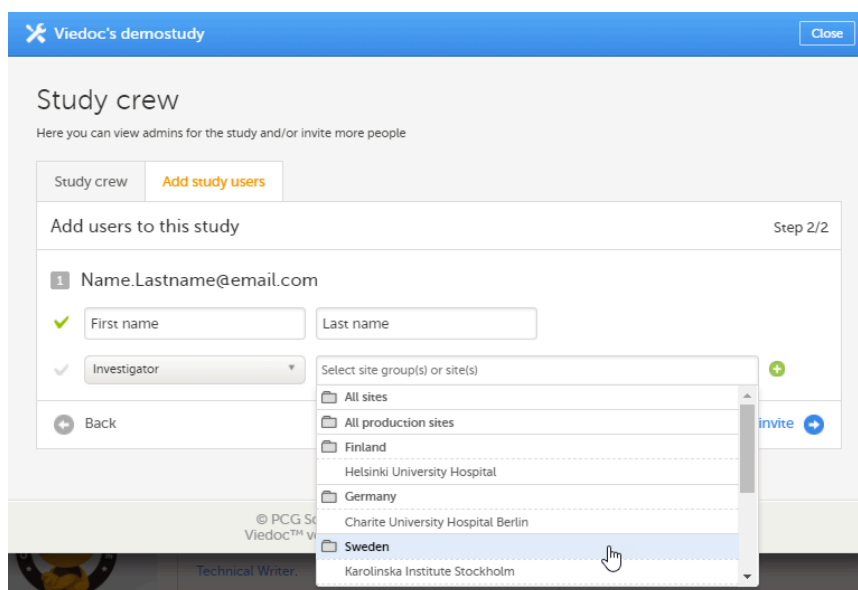 Viedoc's demostudy
Close
Study crew
Here you can view admins for the study and/or invite more people
Study crew
Add study users
Add users to this study
Step 2/2
1
Name.Lastname@email.com
First name
Last name
Investigator
Select site group(s) or site(s)
All sites
All production sites
Back
invite
Finland
Helsinki University Hospital
Germany
Charite University Hospital Berlin
Sweden
Karolinska Institute Stockholm
© PCG
Viedoc™
Technical Writer,